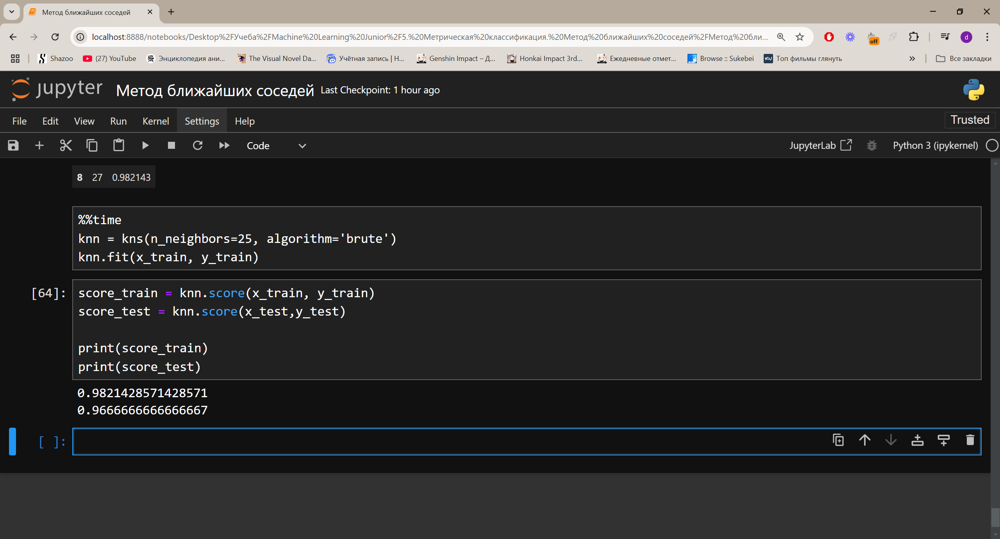 Метод ближайших соседей
localhost:8888/notebooks/Desktop%2FУчеба%2FMachine%20Learning%20Junior%2F5.%20Метрическая%20классификация.%20Метод%20ближайших%20соседей%2FМетод%20бли...
off
d
Shazoo
(27) YouTube
Энциклопедия ани...
The Visual Novel Da...
Учётная запись | H...
Genshin Impact – Д...
Honkai Impact 3rd...
Ежедневные отмет...
Browse :: Sukebei
Топ фильмы глянуть
Все закладки
jupyter Метод ближайших соседей Last Checkpoint: 1 hour ago
File Edit View Run Kernel Settings Help Trusted
Code JupyterLab Python 3 (ipykernel)
8 27 0.982143
%%time
knn = kns(n_neighbors=25, algorithm='brute')
knn.fit(x_train, y_train)
[64]: score_train = knn.score(x_train, y_train)
score_test = knn.score(x_test,y_test)
print(score_train)
print(score_test)
0.9821428571428571
0.9666666666666667
[ ]: